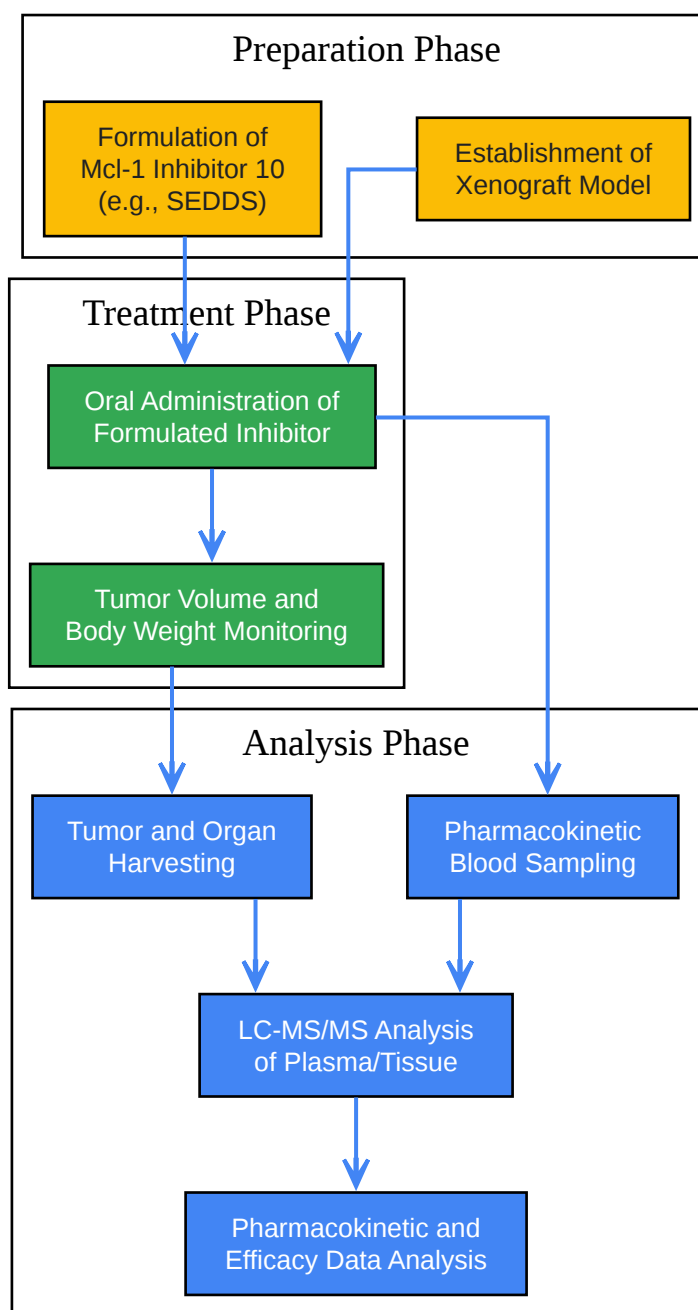 Preparation Phase
Formulation of
Mcl-1 Inhibitor 10
(e.g., SEDDS)
Establishment of
Xenograft Model
Treatment Phase
Oral Administration of
Formulated Inhibitor
Tumor Volume and
Body Weight Monitoring
Analysis Phase
Tumor and Organ
Harvesting
Pharmacokinetic
Blood Sampling
LC-MS/MS Analysis
of Plasma/Tissue
Pharmacokinetic and
Efficacy Data Analysis